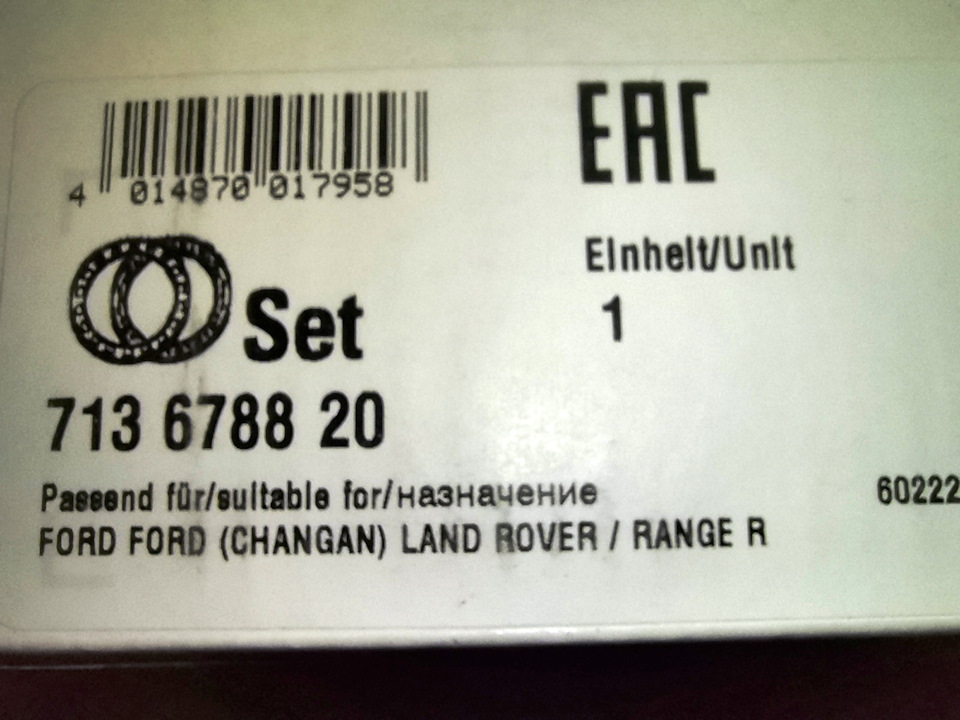 EAC
4 014870 017958
Einheit/Unit
1
Set
713 6788 20
Passend für/suitable for/назначение
60222
FORD FORD (CHANGAN) LAND ROVER / RANGE R